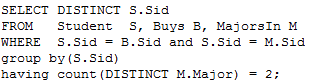 SELECT DISTINCT S.Sid
FROM Student S, Buys B, MajorsIn M
WHERE S.Sid = B.Sid and S.Sid = M.Sid
group by(S.Sid)
having count(DISTINCT M.Major) = 2;